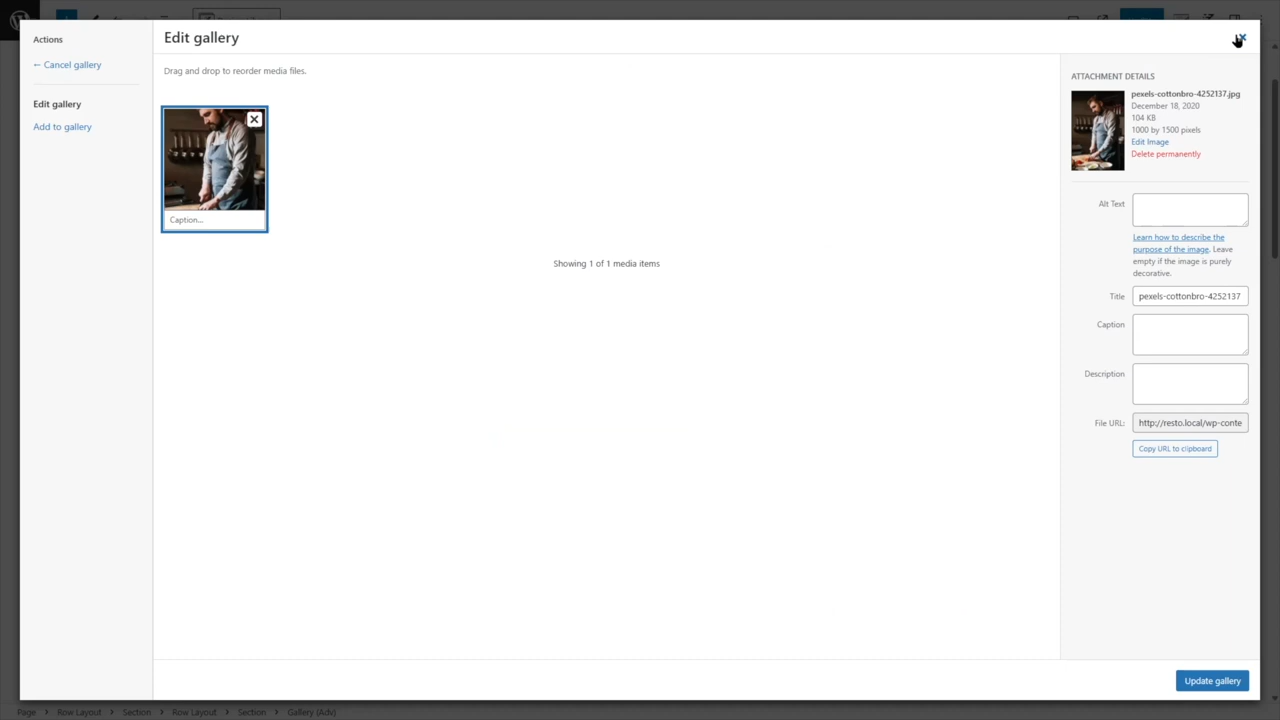 Actions
← Cancel gallery
Edit gallery
Add to gallery
Edit gallery
Drag and drop to reorder media files.
Caption...
Showing 1 of 1 media items
ATTACHMENT DETAILS
pexels-cottonbro-4252137.jpg
December 18, 2020
104 KB
1000 by 1500 pixels
Edit Image
Delete permanently
Alt Text
Learn how to describe the
purpose of the image. Leave
empty if the image is purely
decorative.
Title pexels-cottonbro-4252137
Caption
Description
File URL: http://resto.local/wp-conte
Copy URL to clipboard
Update gallery
Page > Row Layout > Section > Row Layout > Section > Gallery (Adv)